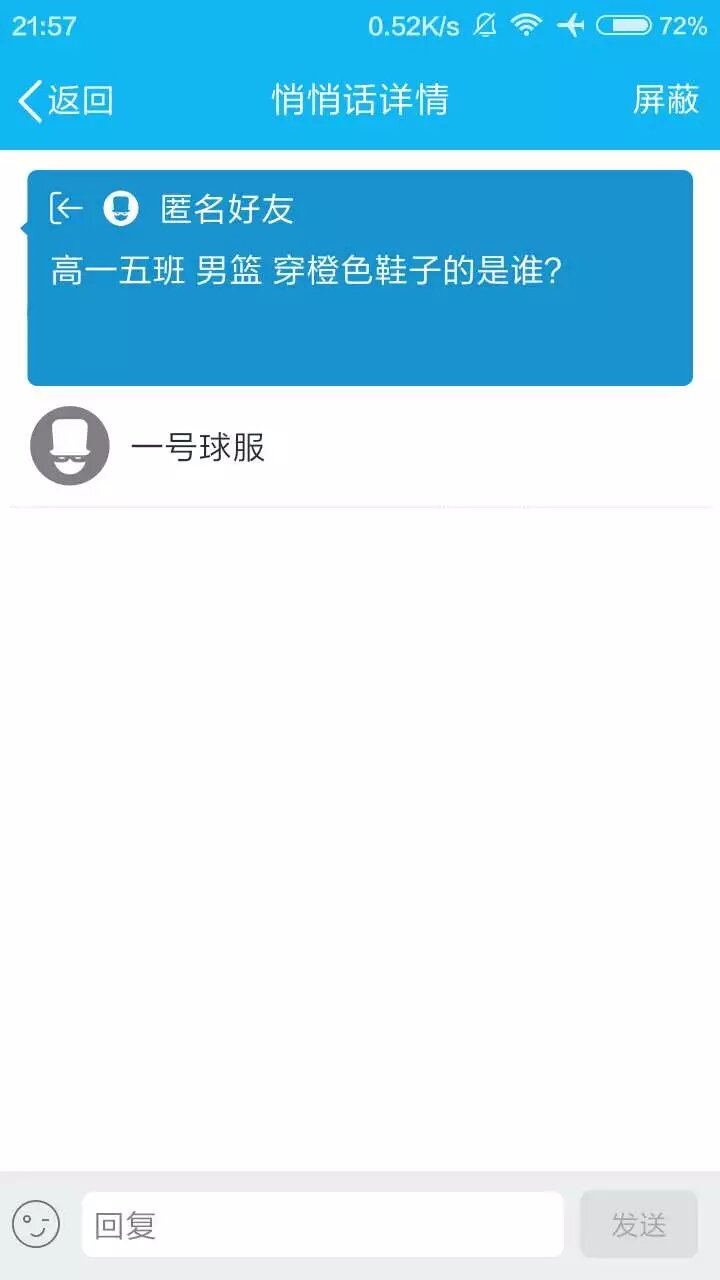 21:57 0.52K/s 72%
返回 悄悄话详情 屏蔽
匿名好友
高一五班 男篮 穿橙色鞋子的是谁?
一号球服
回复 发送